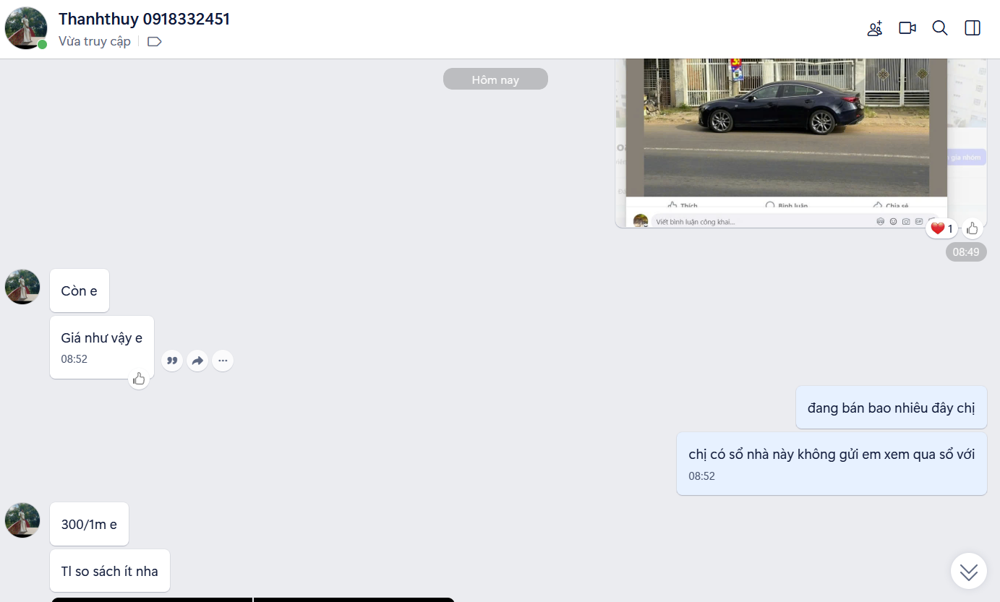 Thanhthuy 0918332451
Vừa truy cập
Hôm nay
gia nhóm
Thích
Bình luận
Chia sẻ
Viết bình luận công khai...
1
08:49
Còn e
Giá như vậy e
08:52
đang bán bao nhiêu đây chị
chị có sổ nhà này không gửi em xem qua sổ với
08:52
300/1m e
Tl so sách ít nha